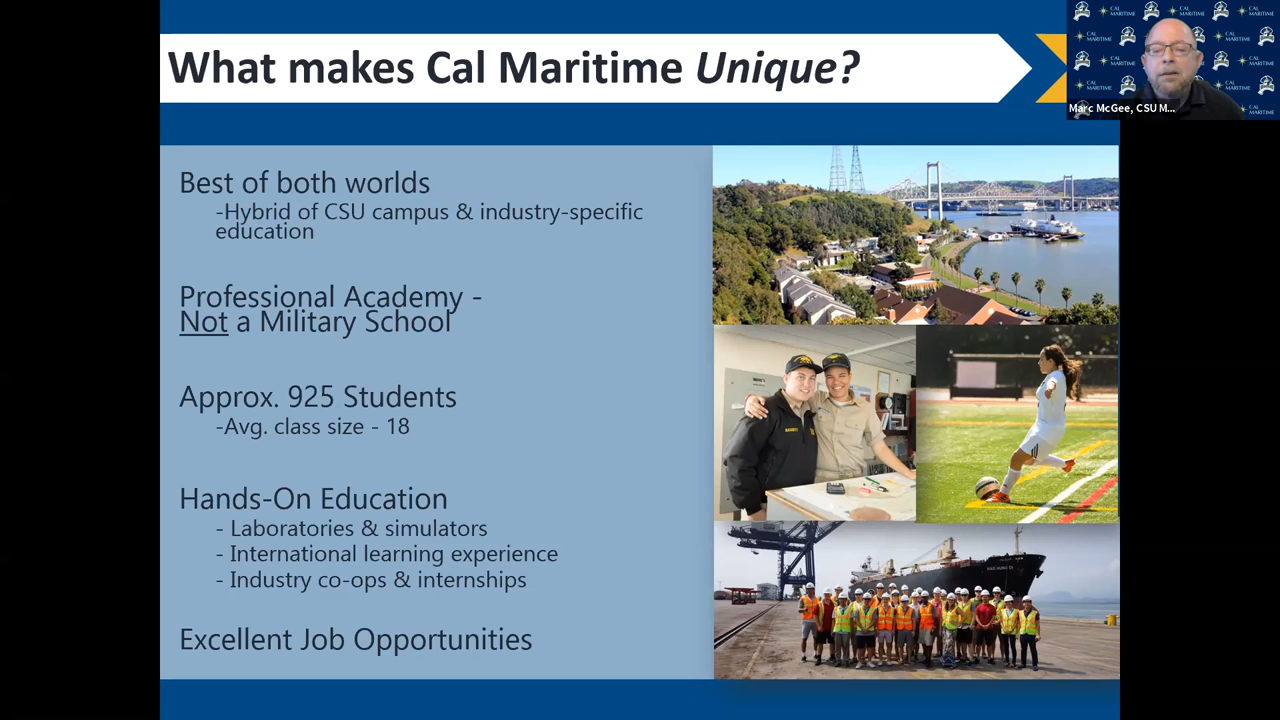 What makes Cal Maritime Unique?
CAL
MARITIME
Marc McGee, CSU M...
Best of both worlds
-Hybrid of CSU campus & industry-specific
education
Professional Academy -
Not a Military School
Approx. 925 Students
-Avg. class size - 18
Hands-On Education
- Laboratories & simulators
- International learning experience
- Industry co-ops & internships
Excellent Job Opportunities